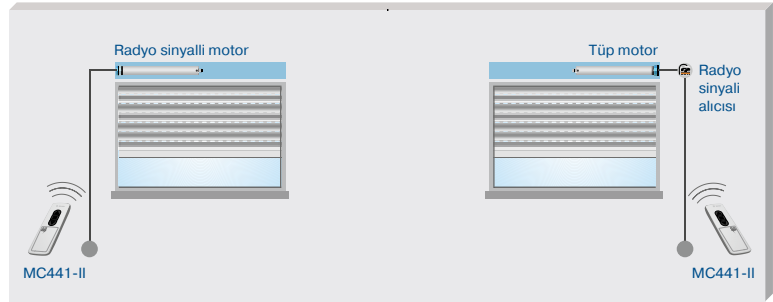 Radyo sinyalli motor
Tüp motor
Radyo
sinyali
alıcısı
MC441-II
MC441-II